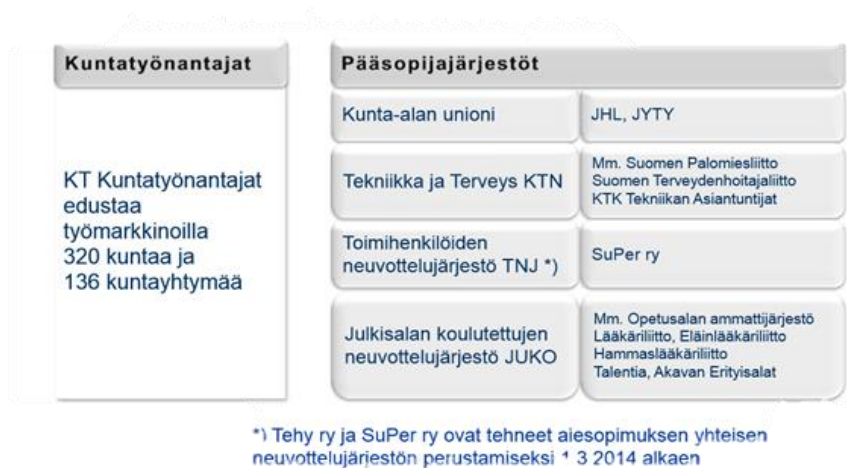 Kuntatyönantajat
KT Kuntatyönantajat
edustaa
työmarkkinoilla
320 kuntaa ja
136 kuntayhtymää
Pääsopijajärjestöt
Kunta-alan unioni
JHL, JYTY
Tekniikka ja Terveys KTN
Mm. Suomen Palomiesliitto
Suomen Terveydenhoitajaliitto
KTK Tekniikan Asiantuntijat
Toimihenkilöiden
neuvottelujärjestö TNJ *)
SuPer ry
Julkisalan koulutettujen
neuvottelujärjestö JUKO
Mm. Opetusalan ammattijärjestö
Lääkäriliitto, Eläinlääkäriliitto
Hammaslääkäriliitto
Talentia, Akavan Erityisalat
*) Tehy ry ja SuPer ry ovat tehneet aiesopimuksen yhteisen
neuvottelujärjestön perustamiseksi 1 3 2014 alkaen